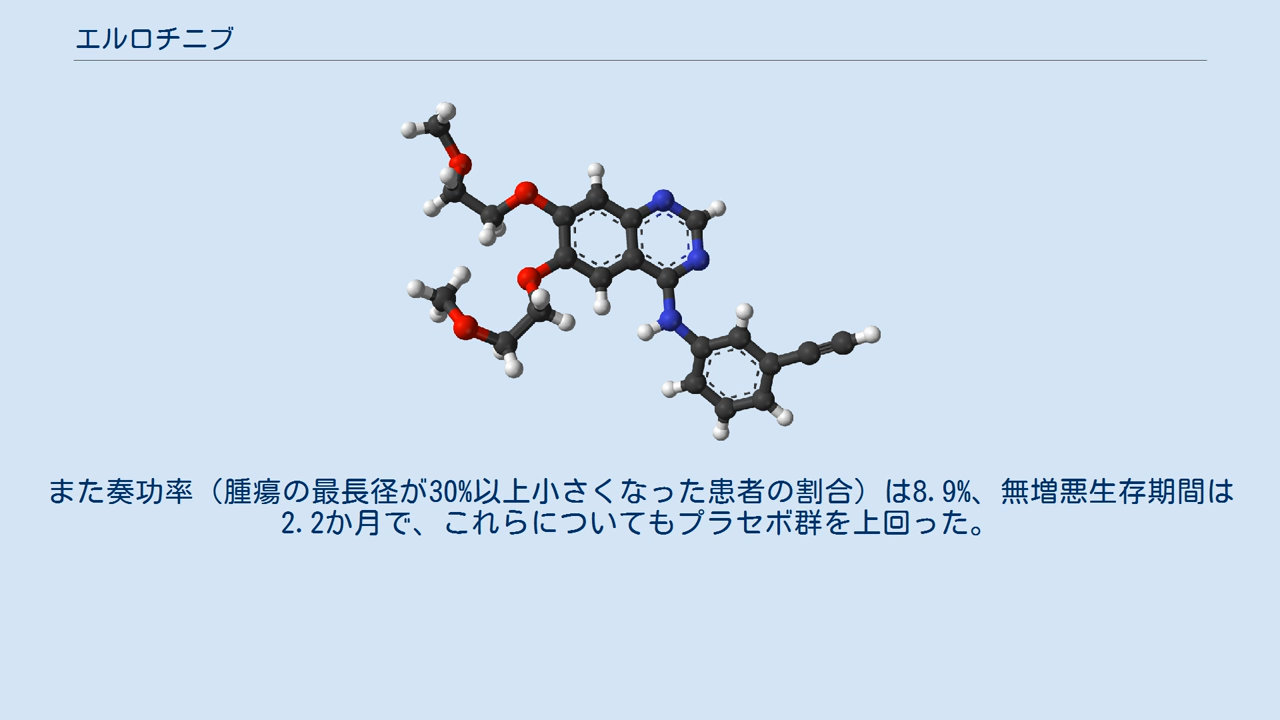 エルロチニブ
また奏功率（腫瘍の最長径が30%以上小さくなった患者の割合）は8.9%、無増悪生存期間は
2.2か月で、これらについてもプラセボ群を上回った。